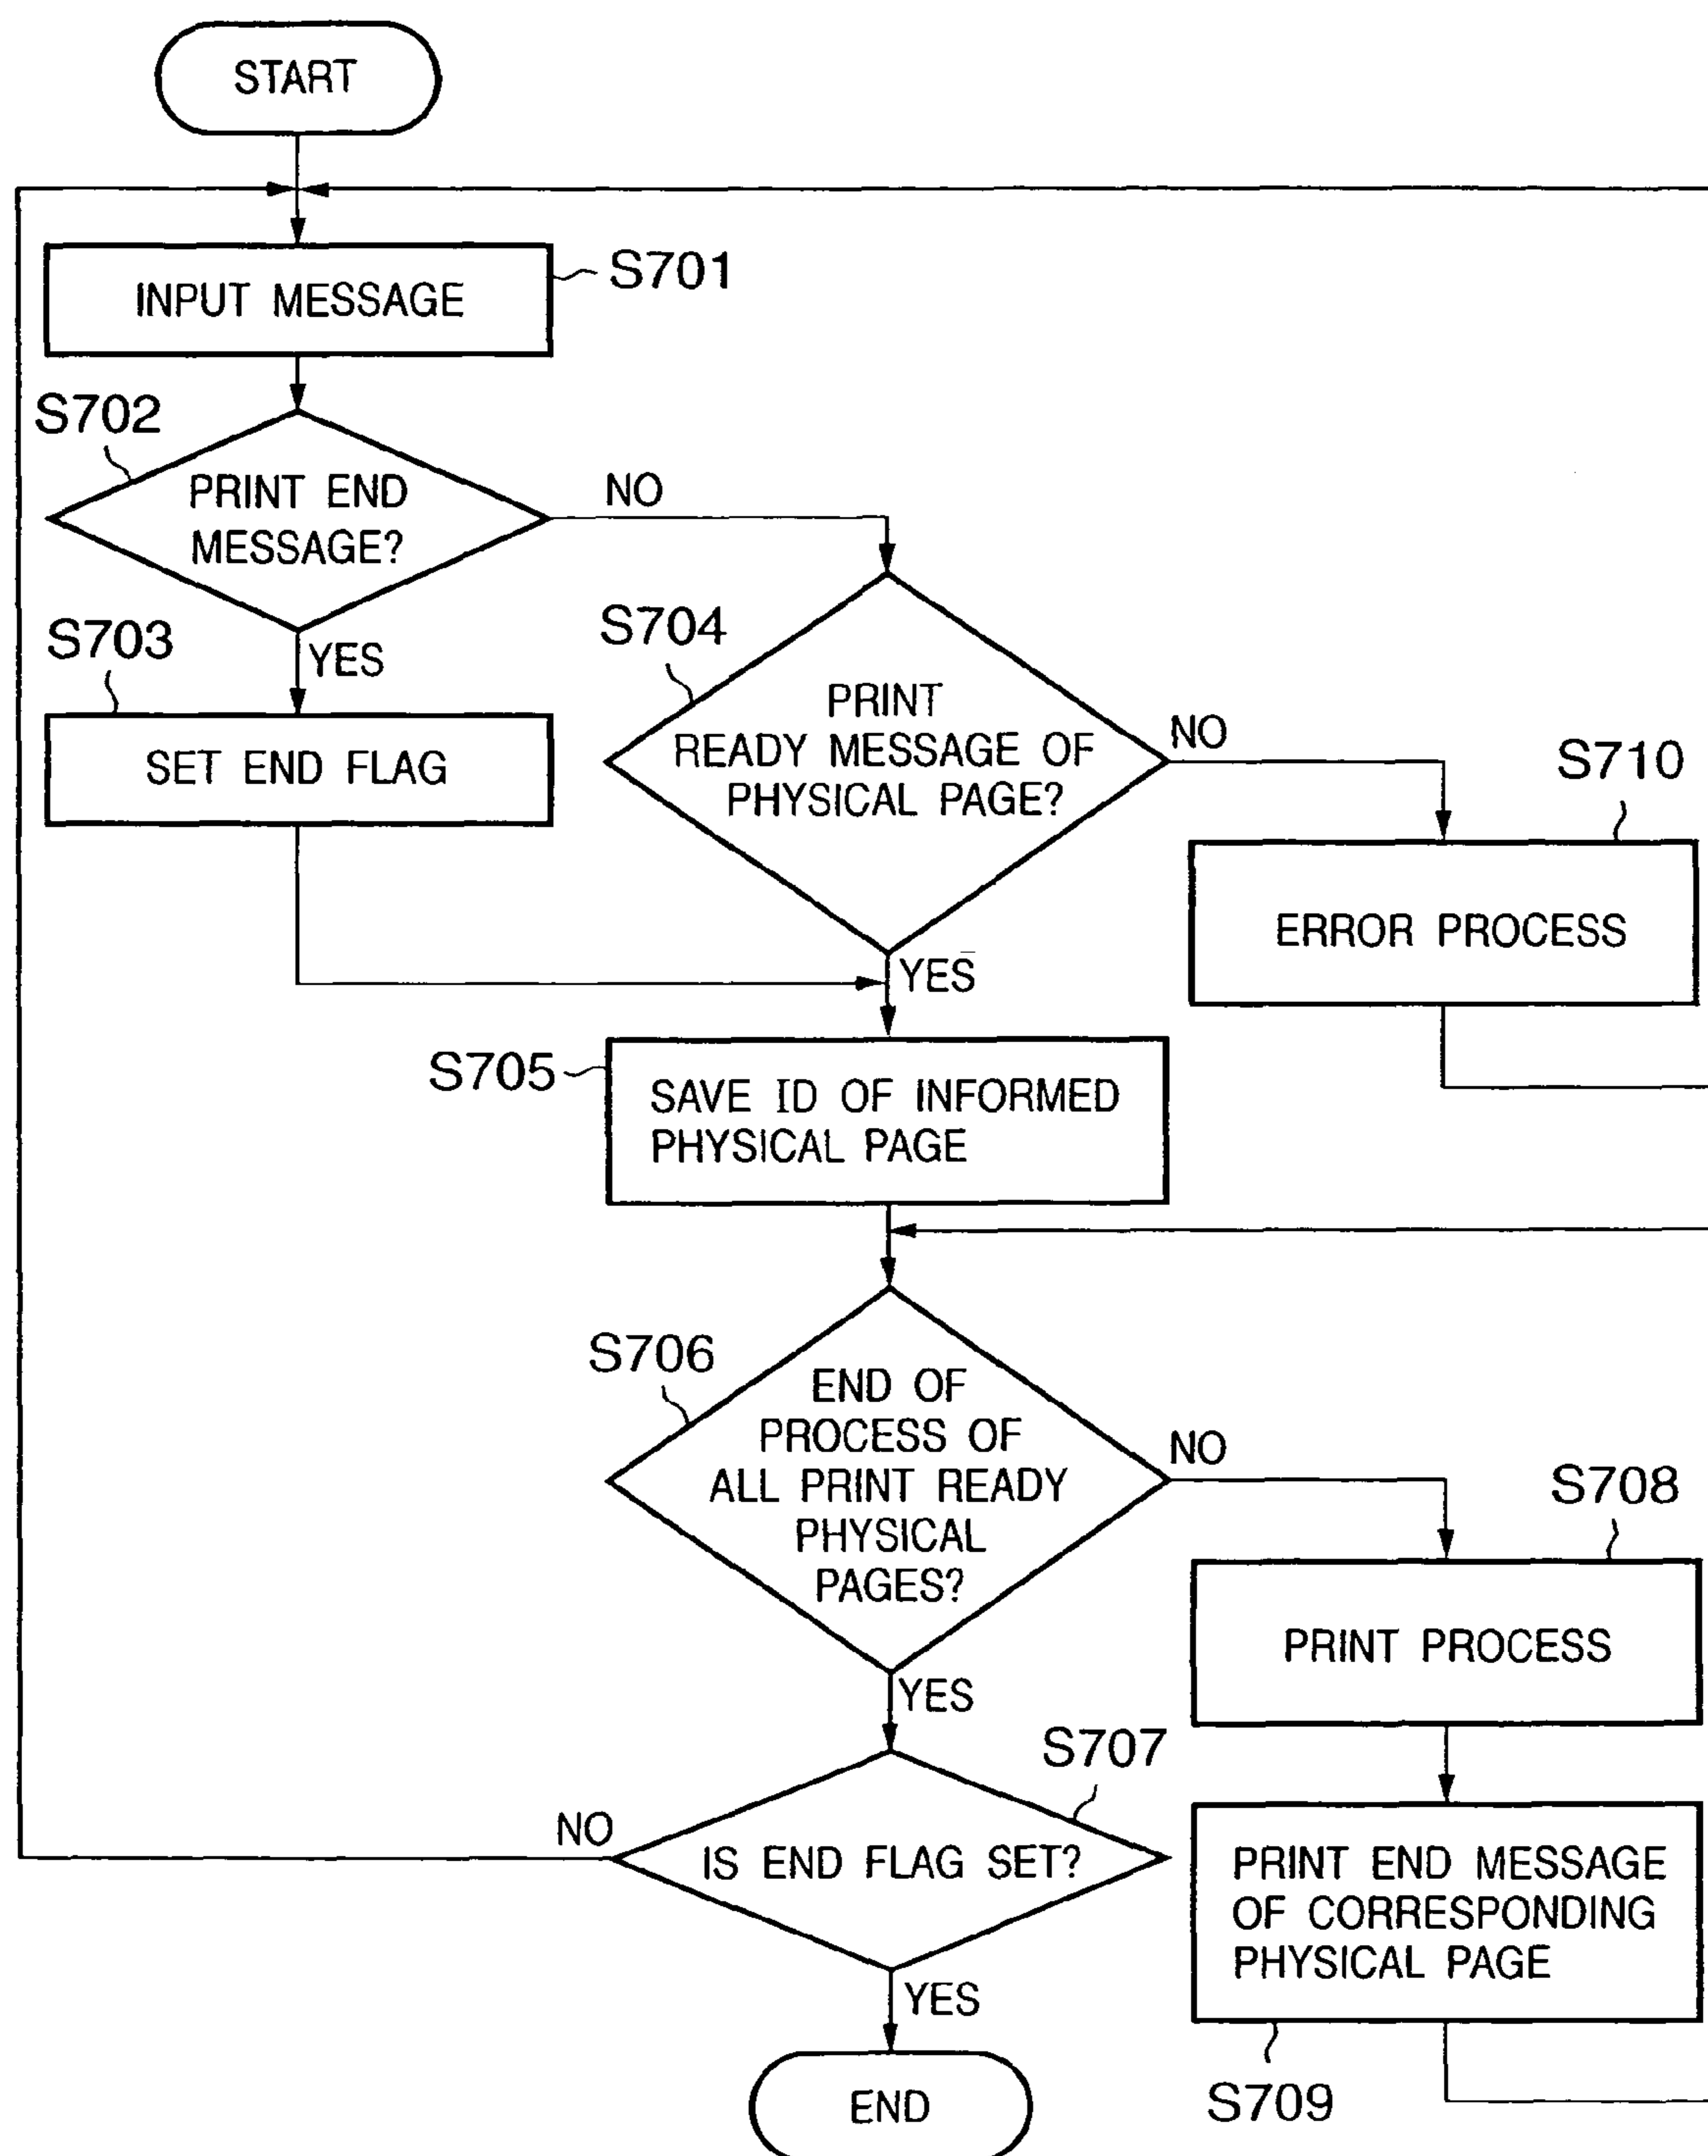 START
INPUT MESSAGE
S701
S702
PRINT END
MESSAGE?
NO
YES
S703
SET END FLAG
S704
PRINT
READY MESSAGE OF
PHYSICAL PAGE?
NO
YES
S710
ERROR PROCESS
S705
SAVE ID OF INFORMED
PHYSICAL PAGE
S706
END OF
PROCESS OF
ALL PRINT READY
PHYSICAL
PAGES?
NO
YES
S708
PRINT PROCESS
S707
IS END FLAG SET?
NO
YES
PRINT END MESSAGE
OF CORRESPONDING
PHYSICAL PAGE
S709
END